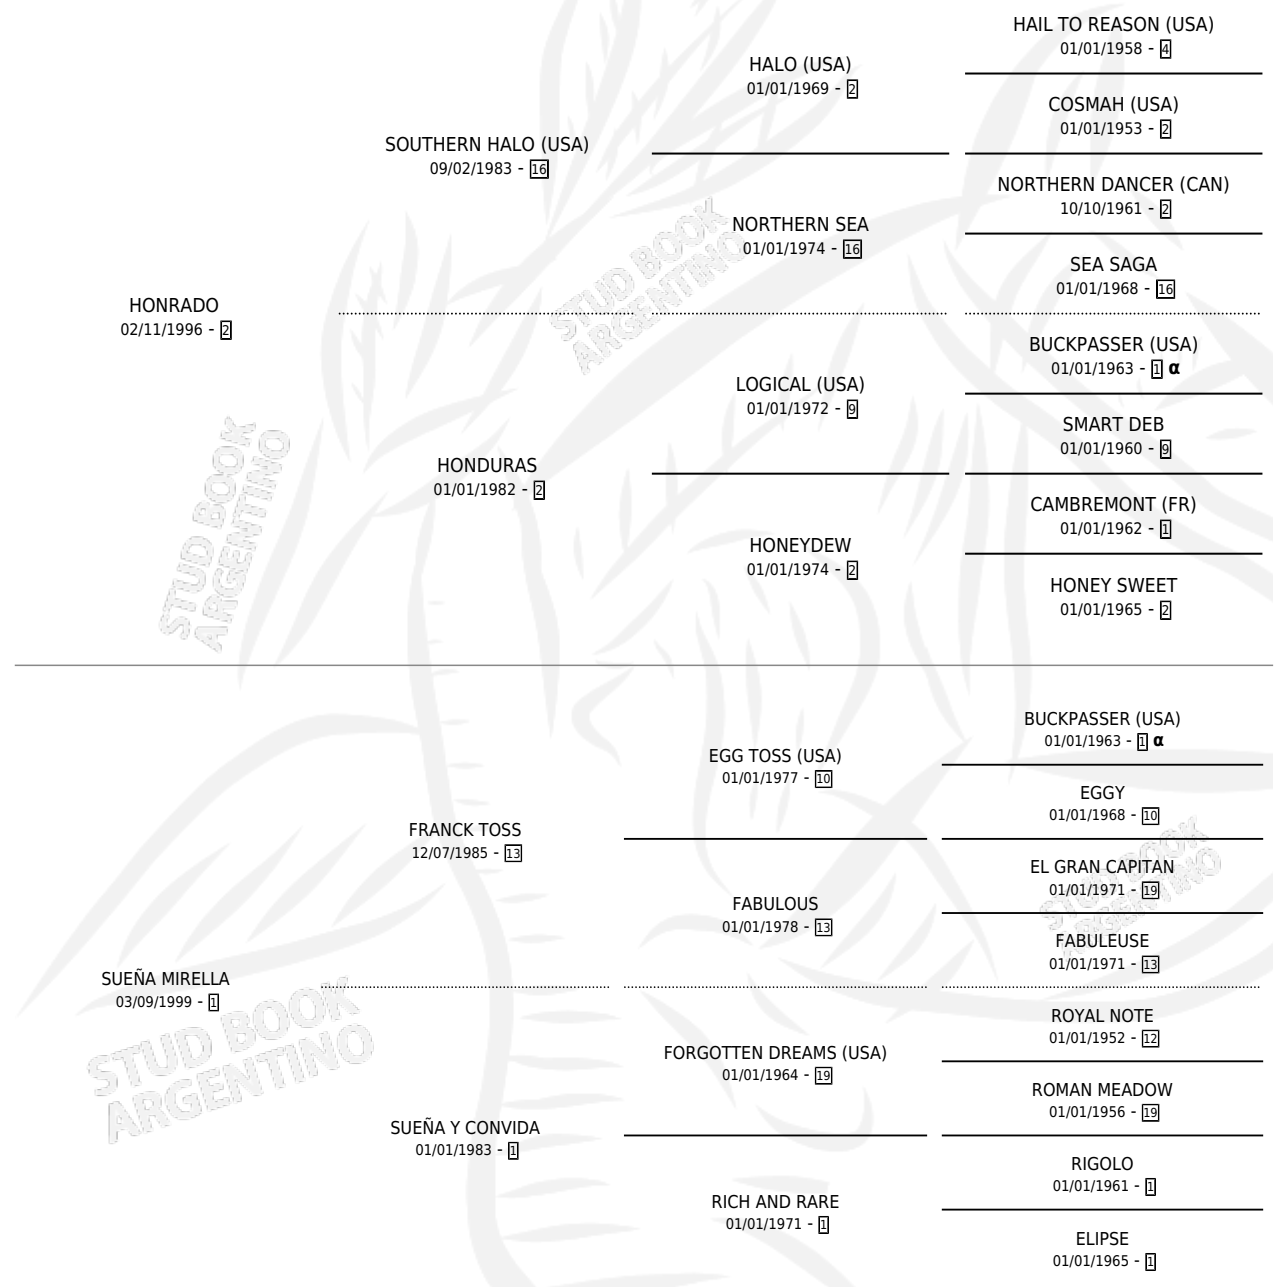 HAIL TO REASON (USA)
01/01/1958 - 4
HALO (USA)
01/01/1969 - 2
COSMAH (USA)
01/01/1953 - 2
SOUTHERN HALO (USA)
09/02/1983 - 16
NORTHERN DANCER (CAN)
10/10/1961 - 2
NORTHERN SEA
01/01/1974 - 16
SEA SAGA
01/01/1968 - 16
HONRADO
02/11/1996 - 2
BUCKPASSER (USA)
01/01/1963 - 1 α
LOGICAL (USA)
01/01/1972 - 9
SMART DEB
01/01/1960 - 9
HONDURAS
01/01/1982 - 2
CAMBREMONT (FR)
01/01/1962 - 1
HONEYDEW
01/01/1974 - 2
HONEY SWEET
01/01/1965 - 2
BUCKPASSER (USA)
01/01/1963 - 1 α
EGG TOSS (USA)
01/01/1977 - 10
EGGY
01/01/1968 - 10
FRANCK TOSS
12/07/1985 - 13
EL GRAN CAPITAN
01/01/1971 - 19
FABULOUS
01/01/1978 - 13
FABULEUSE
01/01/1971 - 13
SUEÑA MIRELLA
03/09/1999 - 1
ROYAL NOTE
01/01/1952 - 12
FORGOTTEN DREAMS (USA)
01/01/1964 - 19
ROMAN MEADOW
01/01/1956 - 19
SUEÑA Y CONVIDA
01/01/1983 - 1
RIGOLO
01/01/1961 - 1
RICH AND RARE
01/01/1971 - 1
ELIPSE
01/01/1965 - 1
STUD BOOK
ARGENTINO
STUD BOOK
ARGENTINO
STUD BOOK
ARGENTINO
STUD BOOK
ARGENTINO